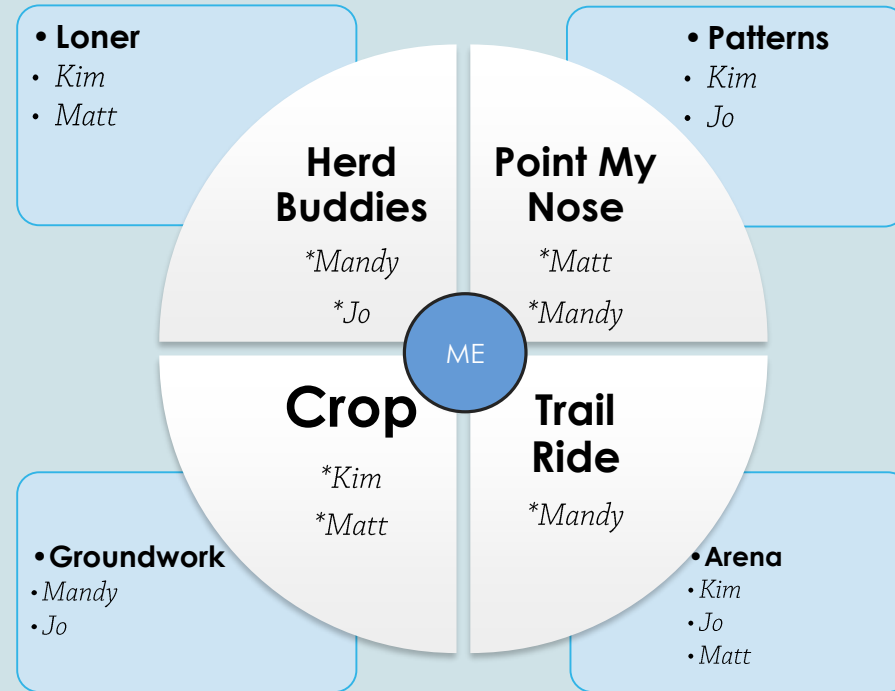 • Loner
• Kim
• Matt
• Patterns
• Kim
• Jo
Herd
Buddies
*Mandy
*Jo
Point My
Nose
*Matt
*Mandy
ME
Crop
*Kim
*Matt
Trail
Ride
*Mandy
•Groundwork
•Mandy
•Jo
•Arena
•Kim
•Jo
•Matt